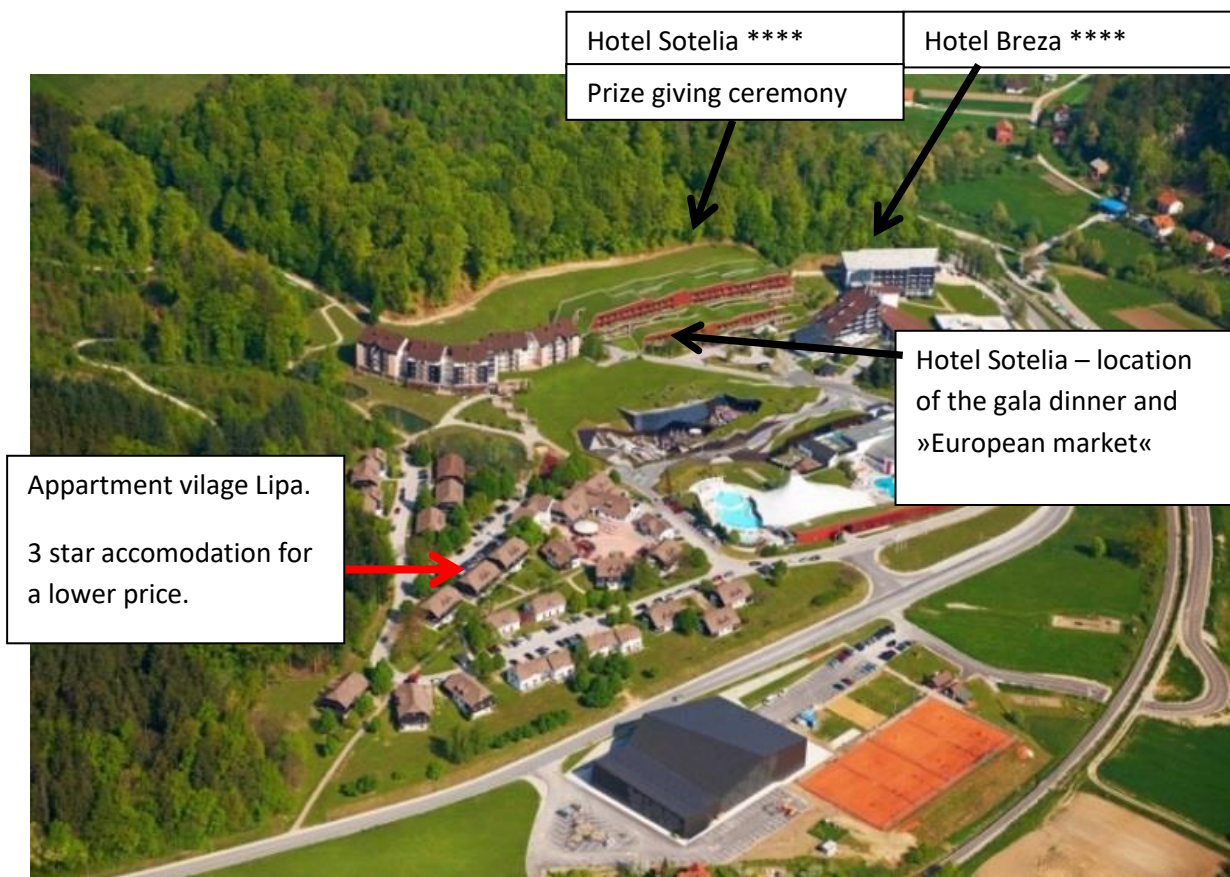 Hotel Sotelia ****
Prize giving ceremony
Hotel Breza ****
Hotel Sotelia – location
of the gala dinner and
»European market«
Appartment vilage Lipa.
3 star accomodation for
a lower price.